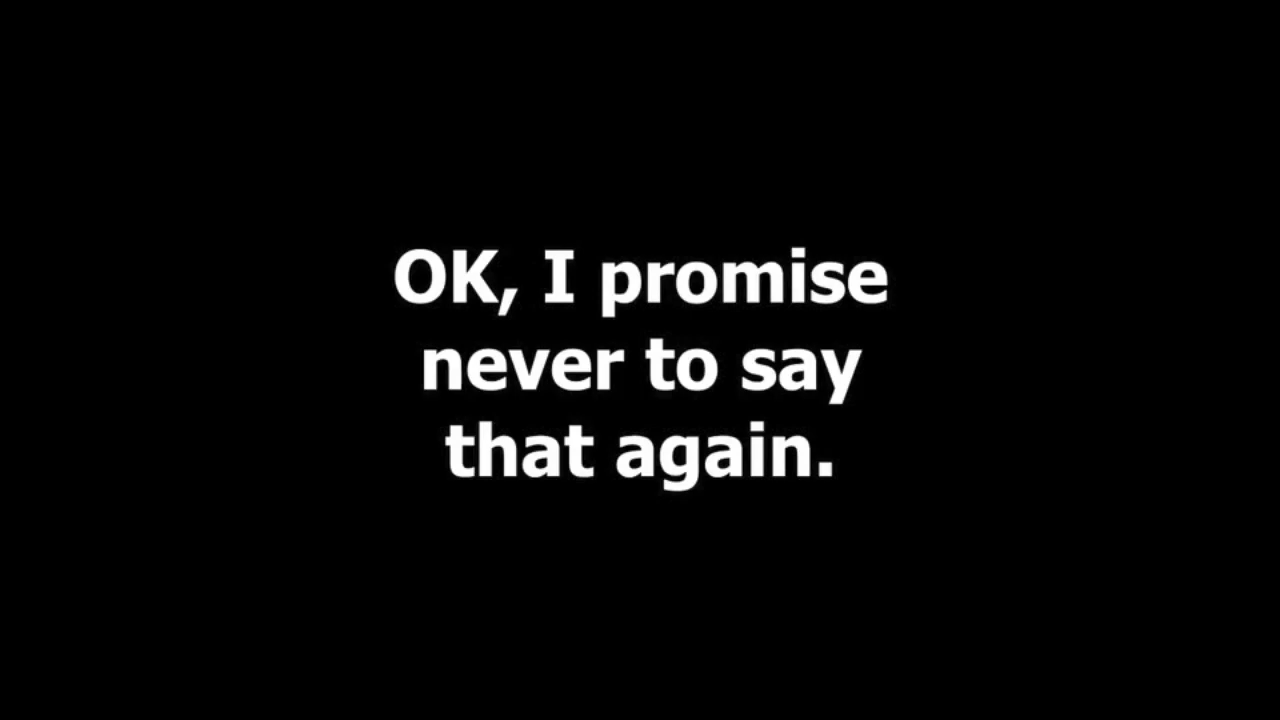 OK, I promise
never to say
that again.